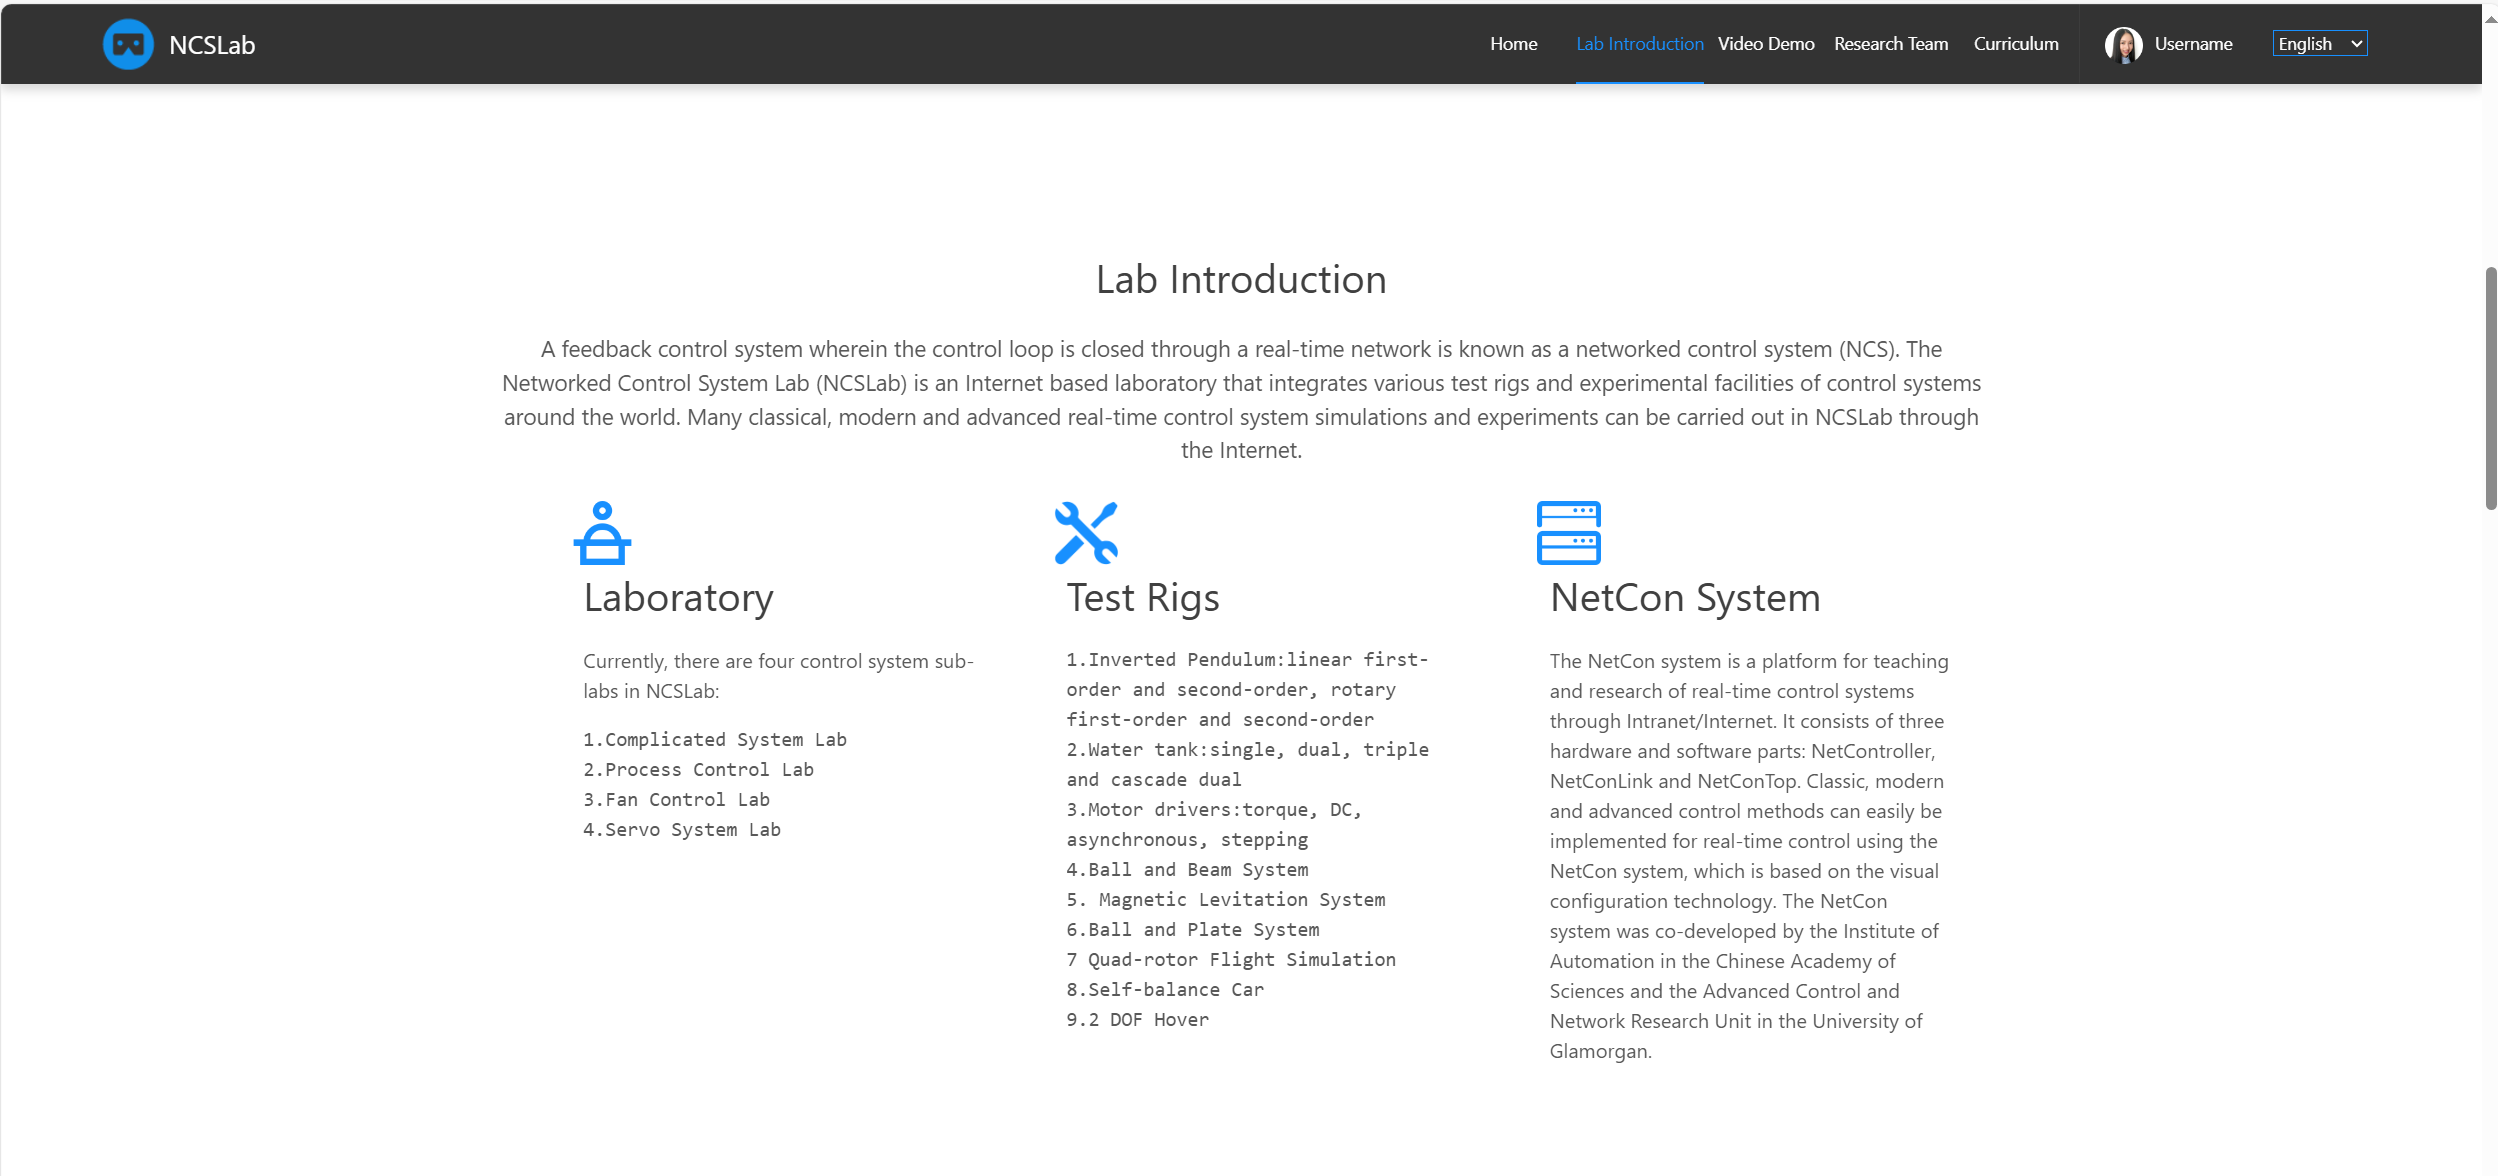 NCSLab
Home
Lab Introduction
Video Demo
Research Team
Curriculum
Username
English
Lab Introduction
A feedback control system wherein the control loop is closed through a real-time network is known as a networked control system (NCS). The
Networked Control System Lab (NCSLab) is an Internet based laboratory that integrates various test rigs and experimental facilities of control systems
around the world. Many classical, modern and advanced real-time control system simulations and experiments can be carried out in NCSLab through
the Internet.
Laboratory
Currently, there are four control system sub-
labs in NCSLab:
1.Complicated System Lab
2.Process Control Lab
3.Fan Control Lab
4.Servo System Lab
Test Rigs
1.Inverted Pendulum:linear first-
order and second-order, rotary
first-order and second-order
2.Water tank:single, dual, triple
and cascade dual
3.Motor drivers:torque, DC,
asynchronous, stepping
4.Ball and Beam System
5. Magnetic Levitation System
6.Ball and Plate System
7 Quad-rotor Flight Simulation
8.Self-balance Car
9.2 DOF Hover
NetCon System
The NetCon system is a platform for teaching
and research of real-time control systems
through Intranet/Internet. It consists of three
hardware and software parts: NetController,
NetConLink and NetConTop. Classic, modern
and advanced control methods can easily be
implemented for real-time control using the
NetCon system, which is based on the visual
configuration technology. The NetCon
system was co-developed by the Institute of
Automation in the Chinese Academy of
Sciences and the Advanced Control and
Network Research Unit in the University of
Glamorgan.